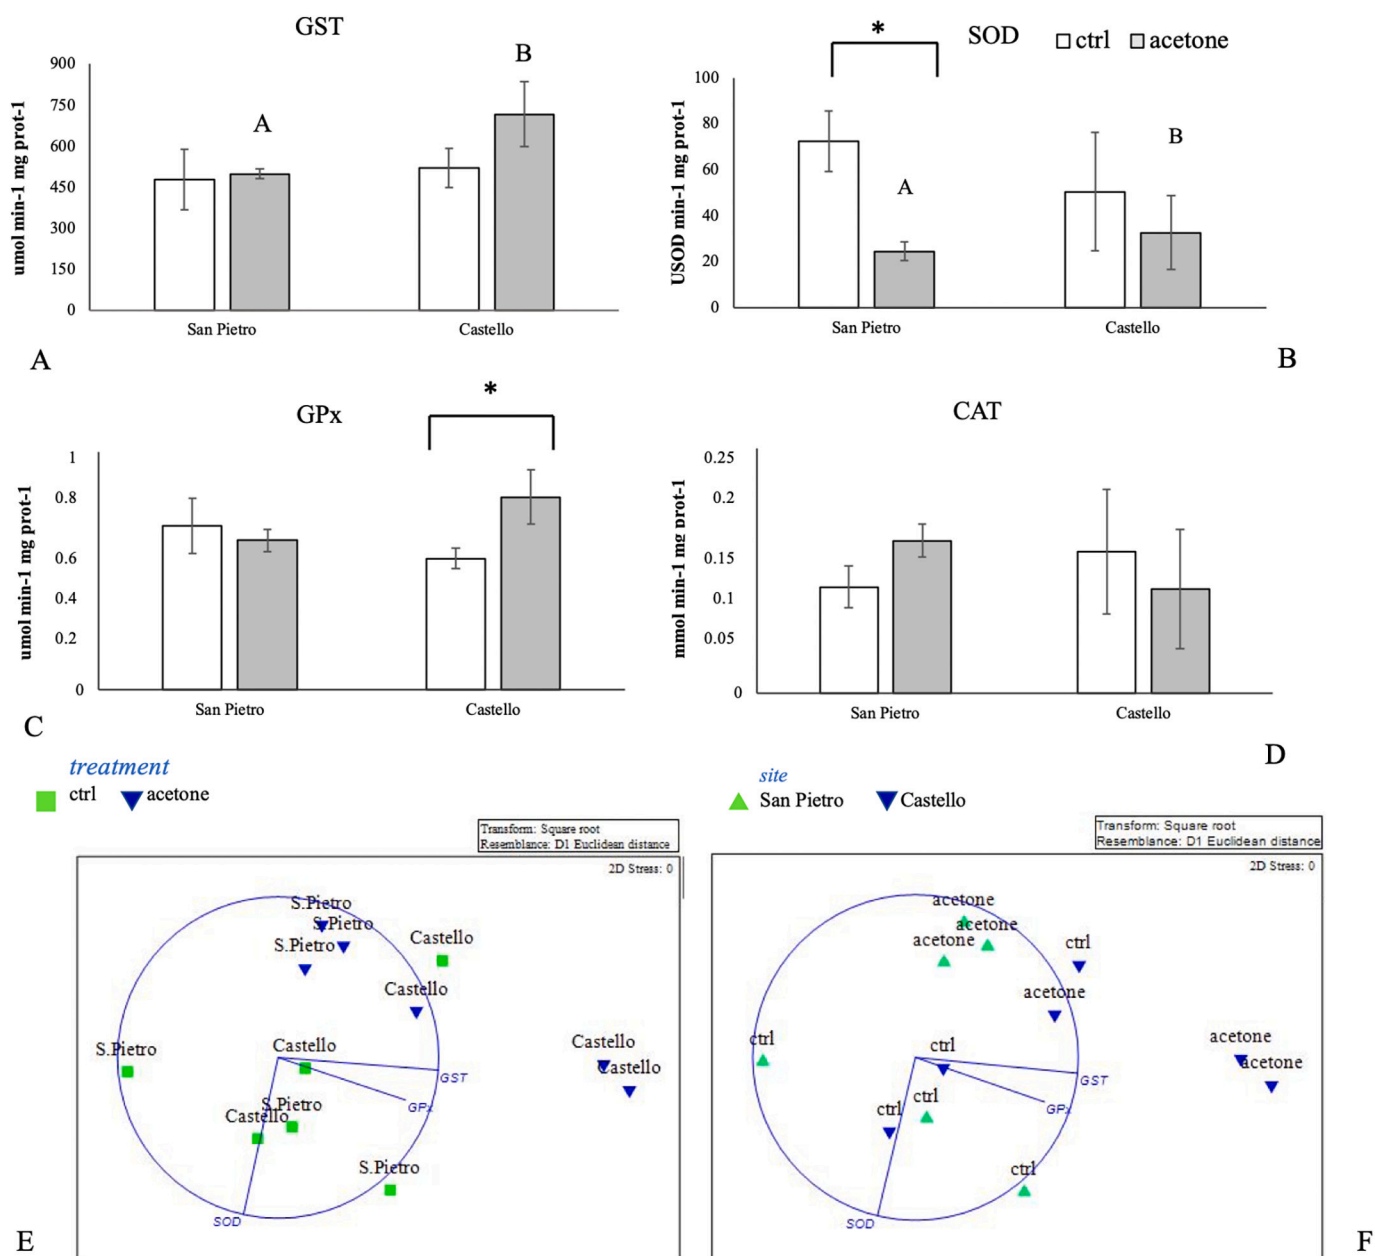 GST
A
B
900
750
600
450
300
150
0
umol min-1 mg prot-1
San Pietro
Castello
A
*
SOD
ctrl
acetone
100
80
60
40
20
0
USOD min-1 mg prot-1
A
B
San Pietro
Castello
B
GPx
*
1
0.8
0.6
0.4
0.2
0
umol min-1 mg prot-1
San Pietro
Castello
C
CAT
0.25
0.2
0.15
0.1
0.05
0
mmol min-1 mg prot-1
San Pietro
Castello
D
treatment
ctrl
acetone
Transform: Square root
Resemblance: D1 Euclidean distance
2D Stress: 0
S.Pietro
S.Pietro
S.Pietro
Castello
Castello
S.Pietro
Castello
Castello
Castello
GST
GPx
S.Pietro
Castello
S.Pietro
SOD
E
site
San Pietro
Castello
Transform: Square root
Resemblance: D1 Euclidean distance
2D Stress: 0
acetone
acetone
acetone
ctrl
acetone
ctrl
ctrl
acetone
acetone
GST
GPx
ctrl
ctrl
ctrl
SOD
F